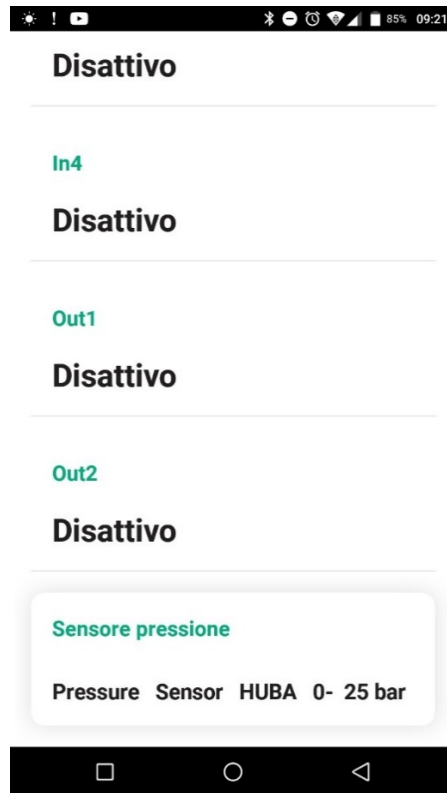 85% 09:21
Disattivo
In4
Disattivo
Out1
Disattivo
Out2
Disattivo
Sensore pressione
Pressure Sensor HUBA 0- 25 bar